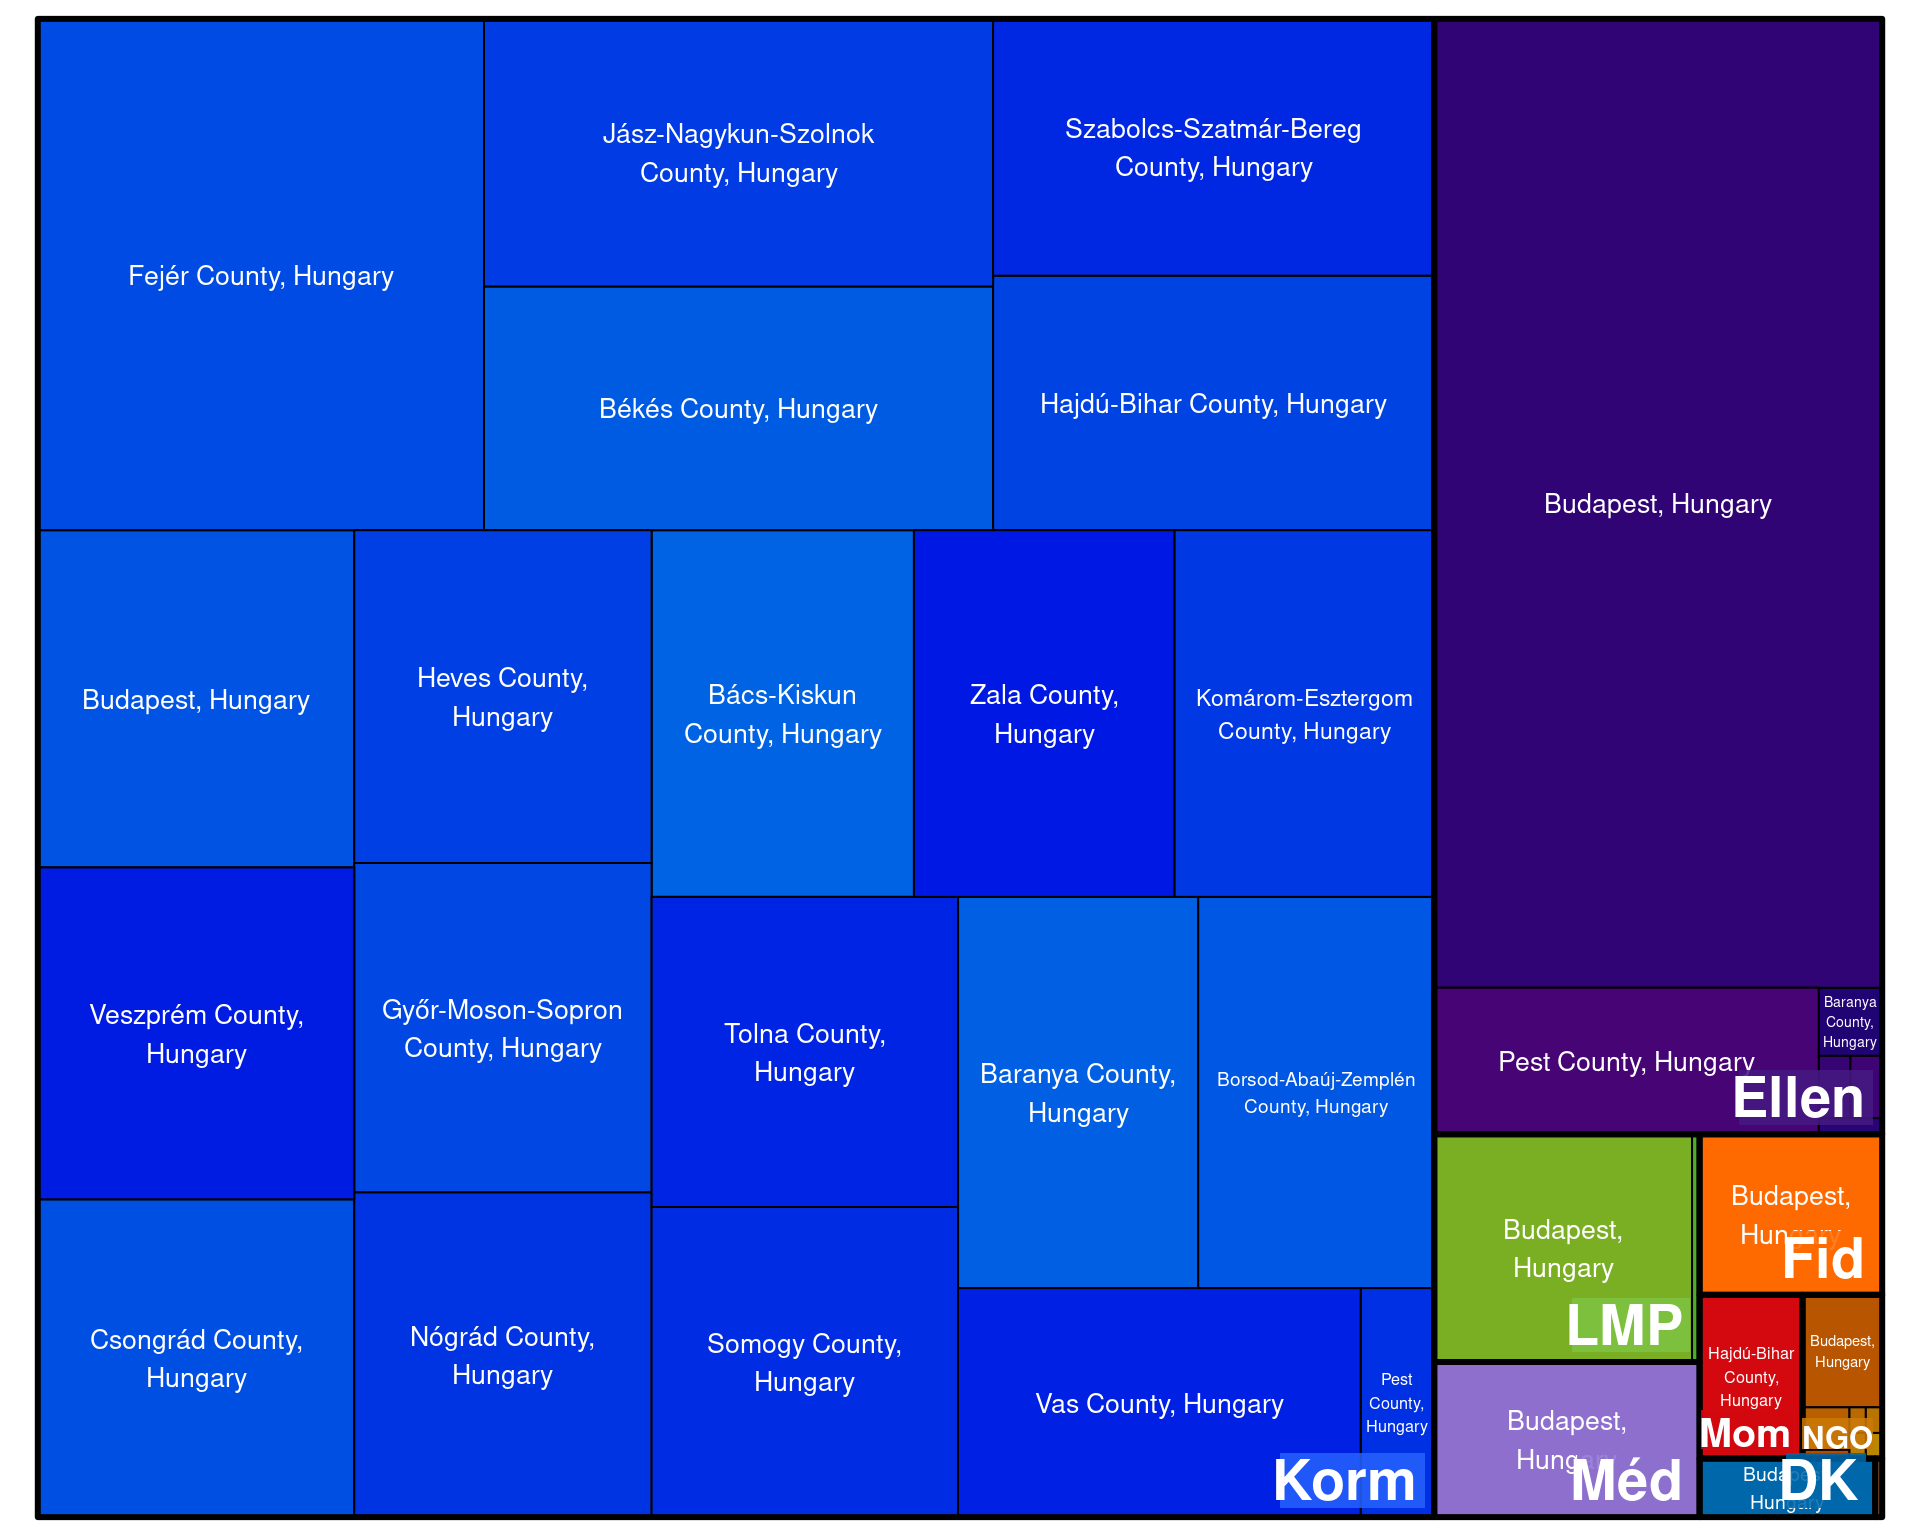 Fejér County, Hungary
Jász-Nagykun-Szolnok
County, Hungary
Szabolcs-Szatmár-Bereg
County, Hungary
Békés County, Hungary
Hajdú-Bihar County, Hungary
Budapest, Hungary
Budapest, Hungary
Heves County,
Hungary
Bács-Kiskun
County, Hungary
Zala County,
Hungary
Komárom-Esztergom
County, Hungary
Veszprém County,
Hungary
Győr-Moson-Sopron
County, Hungary
Tolna County,
Hungary
Baranya County,
Hungary
Borsod-Abaúj-Zemplén
County, Hungary
Csongrád County,
Hungary
Nógrád County,
Hungary
Somogy County,
Hungary
Vas County, Hungary
Pest
County,
Hungary
Korm
Pest County, Hungary
Baranya
County,
Hungary
Ellen
Budapest,
Hungary
LMP
Budapest,
Hungary
Fid
Budapest,
Hungary
Méd
Hajdú-Bihar
County,
Hungary
Mom
Budapest,
Hungary
NGO
Budapest,
Hungary
DK